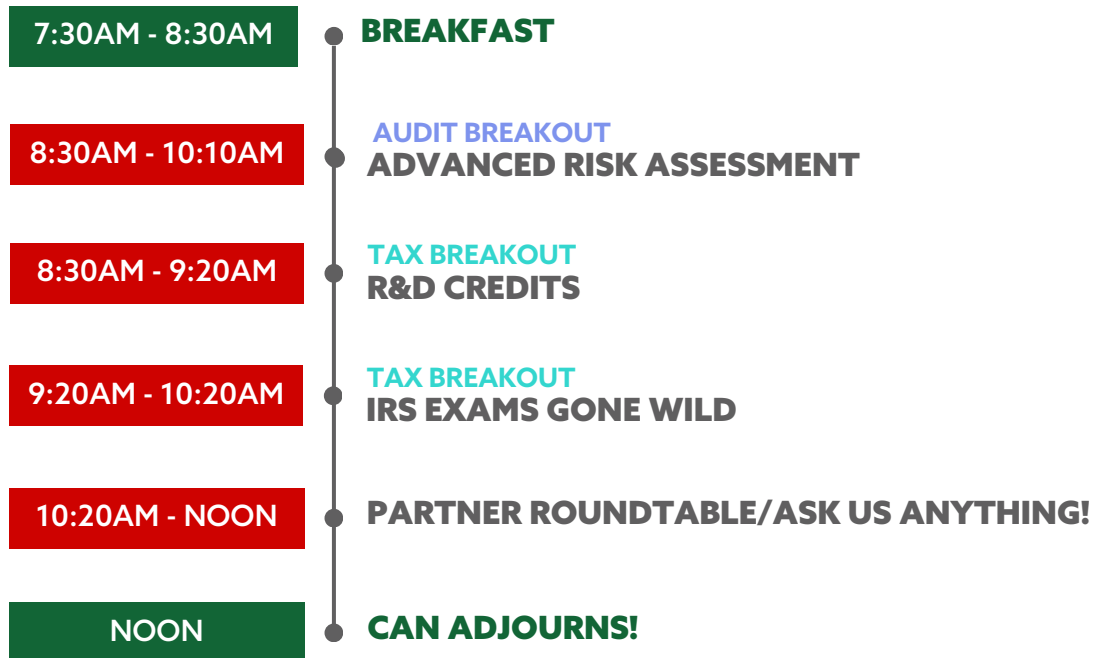 7:30AM - 8:30AM
BREAKFAST
8:30AM - 10:10AM
AUDIT BREAKOUT
ADVANCED RISK ASSESSMENT
8:30AM - 9:20AM
TAX BREAKOUT
R&D CREDITS
9:20AM - 10:20AM
TAX BREAKOUT
IRS EXAMS GONE WILD
10:20AM - NOON
PARTNER ROUNDTABLE/ASK US ANYTHING!
NOON
CAN ADJOURNS!